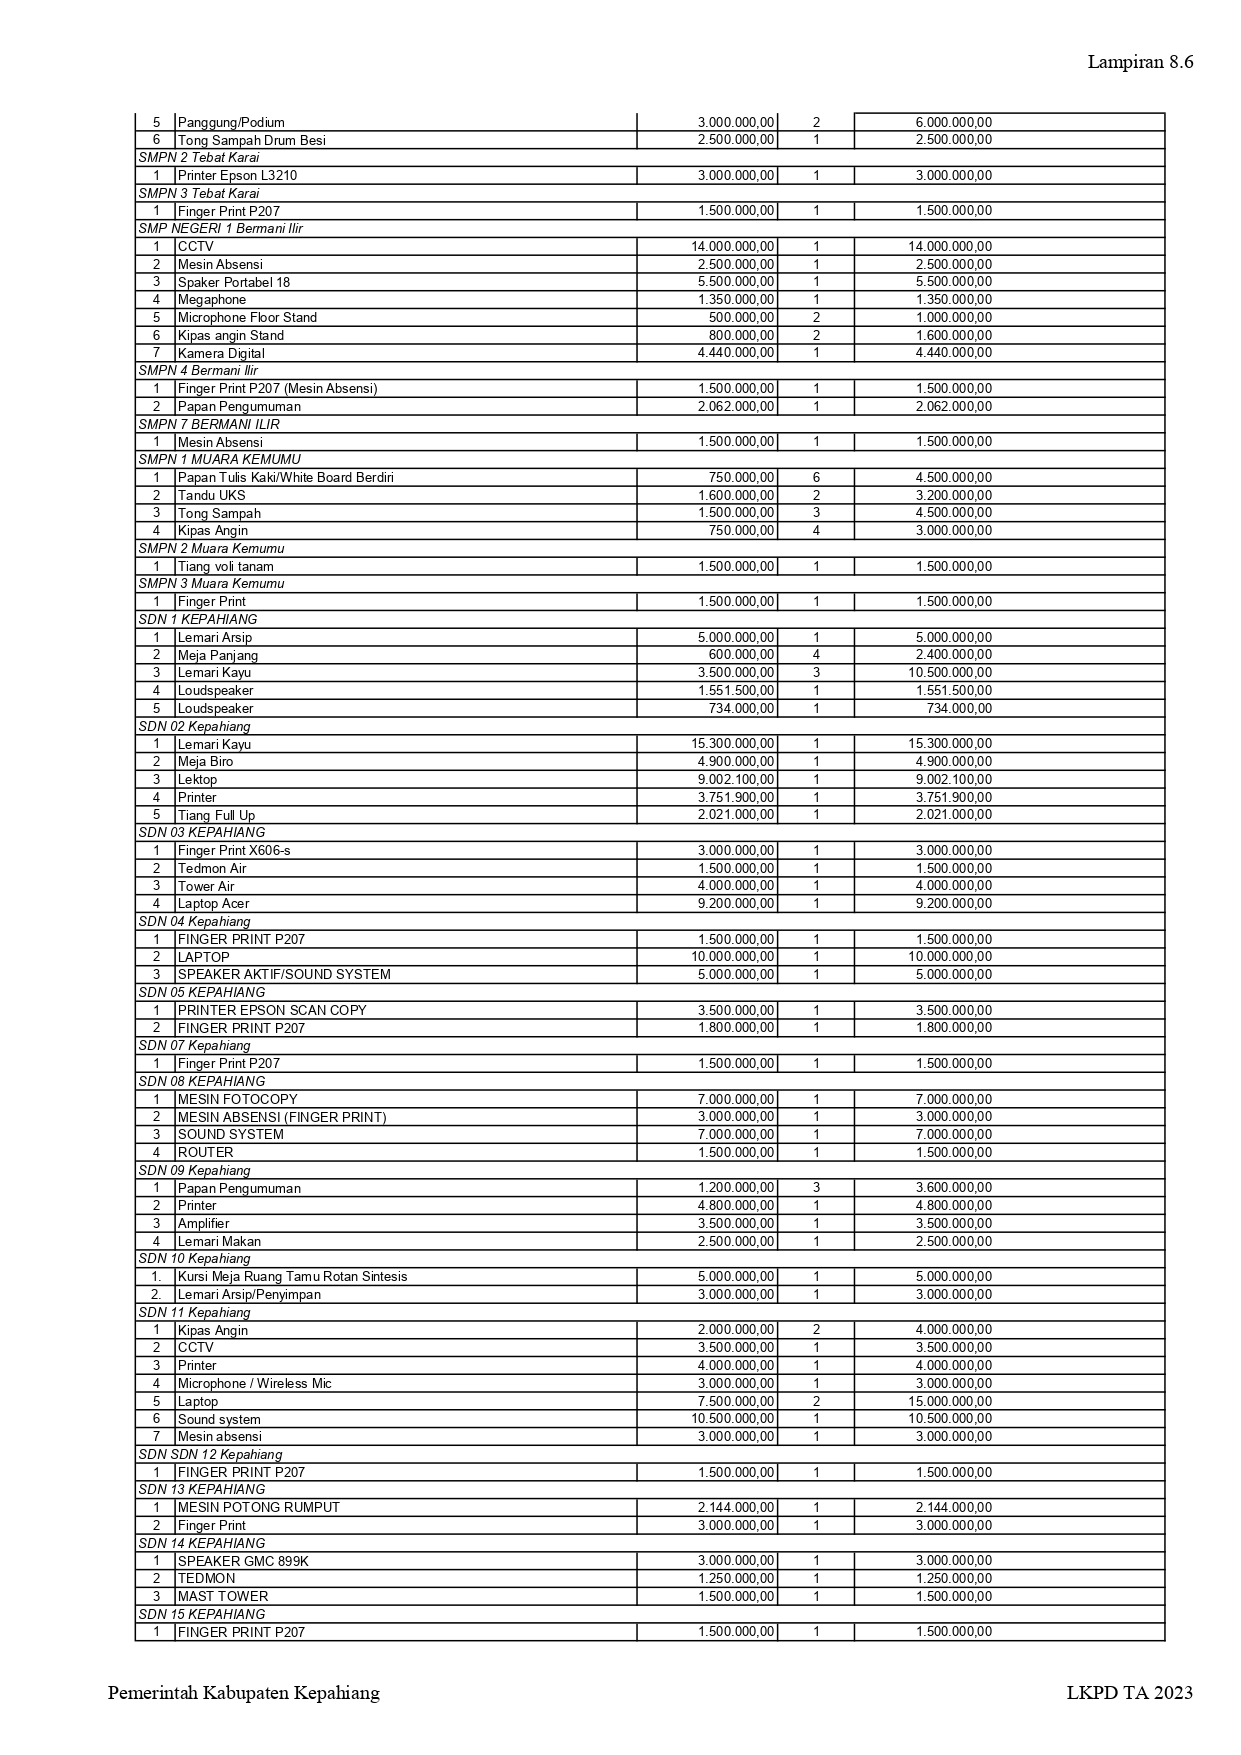 Lampiran 8.6
5 Panggung/Podium 3.000.000,00 2 6.000.000,00
6 Tong Sampah Drum Besi 2.500.000,00 1 2.500.000,00
SMPN 2 Tebat Karai
1 Printer Epson L3210 3.000.000,00 1 3.000.000,00
SMPN 3 Tebat Karai
1 Finger Print P207 1.500.000,00 1 1.500.000,00
SMP NEGERI 1 Bermani Ilir
1 CCTV 14.000.000,00 1 14.000.000,00
2 Mesin Absensi 2.500.000,00 1 2.500.000,00
3 Spaker Portabel 18 5.500.000,00 1 5.500.000,00
4 Megaphone 1.350.000,00 1 1.350.000,00
5 Microphone Floor Stand 500.000,00 2 1.000.000,00
6 Kipas angin Stand 800.000,00 2 1.600.000,00
7 Kamera Digital 4.440.000,00 1 4.440.000,00
SMPN 4 Bermani Ilir
1 Finger Print P207 (Mesin Absensi) 1.500.000,00 1 1.500.000,00
2 Papan Pengumuman 2.062.000,00 1 2.062.000,00
SMPN 7 BERMANI ILIR
1 Mesin Absensi 1.500.000,00 1 1.500.000,00
SMPN 1 MUARA KEMUMU
1 Papan Tulis Kaki/White Board Berdiri 750.000,00 6 4.500.000,00
2 Tandu UKS 1.600.000,00 2 3.200.000,00
3 Tong Sampah 1.500.000,00 3 4.500.000,00
4 Kipas Angin 750.000,00 4 3.000.000,00
SMPN 2 Muara Kemumu
1 Tiang voli tanam 1.500.000,00 1 1.500.000,00
SMPN 3 Muara Kemumu
1 Finger Print 1.500.000,00 1 1.500.000,00
SDN 1 KEPAHIANG
1 Lemari Arsip 5.000.000,00 1 5.000.000,00
2 Meja Panjang 600.000,00 4 2.400.000,00
3 Lemari Kayu 3.500.000,00 3 10.500.000,00
4 Loudspeaker 1.551.500,00 1 1.551.500,00
5 Loudspeaker 734.000,00 1 734.000,00
SDN 02 Kepahiang
1 Lemari Kayu 15.300.000,00 1 15.300.000,00
2 Meja Biro 4.900.000,00 1 4.900.000,00
3 Lektop 9.002.100,00 1 9.002.100,00
4 Printer 3.751.900,00 1 3.751.900,00
5 Tiang Full Up 2.021.000,00 1 2.021.000,00
SDN 03 KEPAHIANG
1 Finger Print X606-s 3.000.000,00 1 3.000.000,00
2 Tedmon Air 1.500.000,00 1 1.500.000,00
3 Tower Air 4.000.000,00 1 4.000.000,00
4 Laptop Acer 9.200.000,00 1 9.200.000,00
SDN 04 Kepahiang
1 FINGER PRINT P207 1.500.000,00 1 1.500.000,00
2 LAPTOP 10.000.000,00 1 10.000.000,00
3 SPEAKER AKTIF/SOUND SYSTEM 5.000.000,00 1 5.000.000,00
SDN 05 KEPAHIANG
1 PRINTER EPSON SCAN COPY 3.500.000,00 1 3.500.000,00
2 FINGER PRINT P207 1.800.000,00 1 1.800.000,00
SDN 07 Kepahiang
1 Finger Print P207 1.500.000,00 1 1.500.000,00
SDN 08 KEPAHIANG
1 MESIN FOTOCOPY 7.000.000,00 1 7.000.000,00
2 MESIN ABSENSI (FINGER PRINT) 3.000.000,00 1 3.000.000,00
3 SOUND SYSTEM 7.000.000,00 1 7.000.000,00
4 ROUTER 1.500.000,00 1 1.500.000,00
SDN 09 Kepahiang
1 Papan Pengumuman 1.200.000,00 3 3.600.000,00
2 Printer 4.800.000,00 1 4.800.000,00
3 Amplifier 3.500.000,00 1 3.500.000,00
4 Lemari Makan 2.500.000,00 1 2.500.000,00
SDN 10 Kepahiang
1. Kursi Meja Ruang Tamu Rotan Sintesis 5.000.000,00 1 5.000.000,00
2. Lemari Arsip/Penyimpan 3.000.000,00 1 3.000.000,00
SDN 11 Kepahiang
1 Kipas Angin 2.000.000,00 2 4.000.000,00
2 CCTV 3.500.000,00 1 3.500.000,00
3 Printer 4.000.000,00 1 4.000.000,00
4 Microphone / Wireless Mic 3.000.000,00 1 3.000.000,00
5 Laptop 7.500.000,00 2 15.000.000,00
6 Sound system 10.500.000,00 1 10.500.000,00
7 Mesin absensi 3.000.000,00 1 3.000.000,00
SDN SDN 12 Kepahiang
1 FINGER PRINT P207 1.500.000,00 1 1.500.000,00
SDN 13 KEPAHIANG
1 MESIN POTONG RUMPUT 2.144.000,00 1 2.144.000,00
2 Finger Print 3.000.000,00 1 3.000.000,00
SDN 14 KEPAHIANG
1 SPEAKER GMC 899K 3.000.000,00 1 3.000.000,00
2 TEDMON 1.250.000,00 1 1.250.000,00
3 MAST TOWER 1.500.000,00 1 1.500.000,00
SDN 15 KEPAHIANG
1 FINGER PRINT P207 1.500.000,00 1 1.500.000,00
Pemerintah Kabupaten Kepahiang LKPD TA 2023